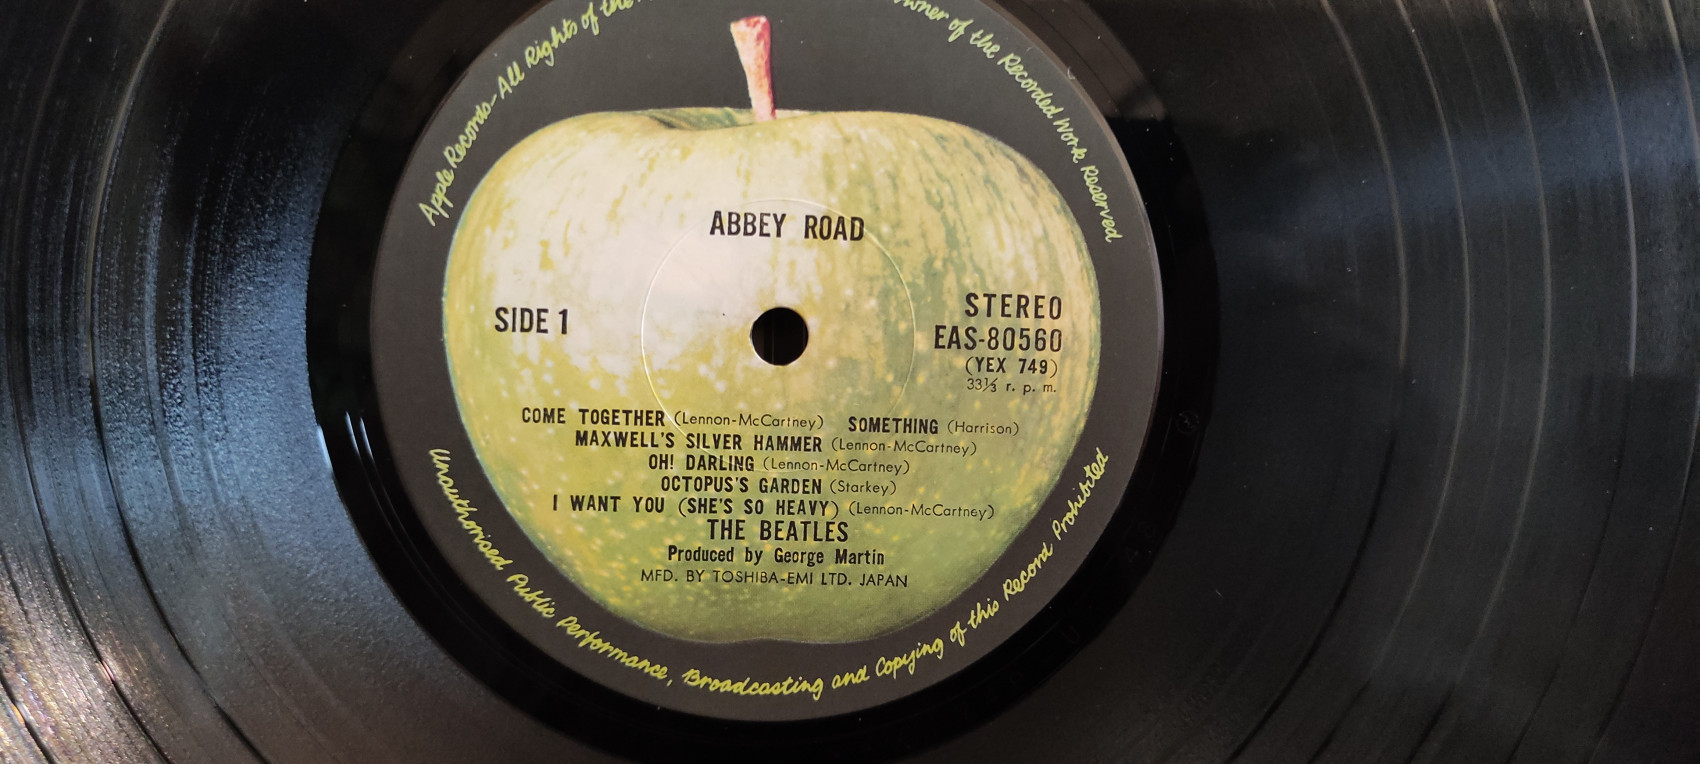 Apple Records-All Rights of the
owner of the Recorded Work Reserved
ABBEY ROAD
SIDE 1
STEREO
EAS-80560
(YEX 749)
33⅓ r. p. m.
COME TOGETHER (Lennon-McCartney) SOMETHING (Harrison)
MAXWELL'S SILVER HAMMER (Lennon-McCartney)
OH! DARLING (Lennon-McCartney)
OCTOPUS'S GARDEN (Starkey)
I WANT YOU (SHE'S SO HEAVY) (Lennon-McCartney)
THE BEATLES
Produced by George Martin
MFD. BY TOSHIBA-EMI LTD. JAPAN
Unauthorised Public Performance, Broadcasting and Copying of this Record Prohibited